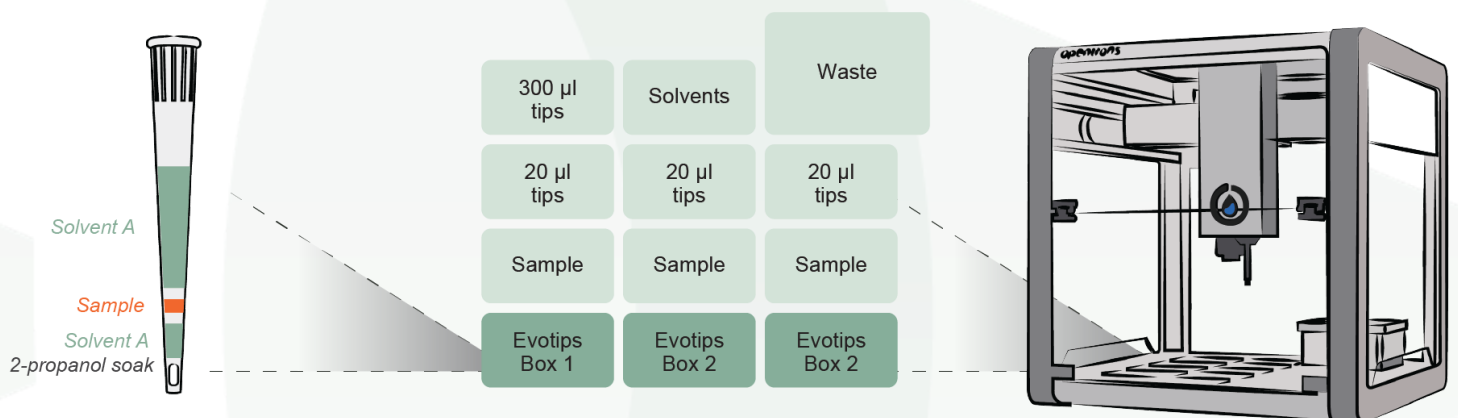 Solvent A
Sample
Solvent A
2-propanol soak
300 µl
tips
Solvents
Waste
20 µl
tips
20 µl
tips
20 µl
tips
Sample
Sample
Sample
Evotips
Box 1
Evotips
Box 2
Evotips
Box 2
opentrons